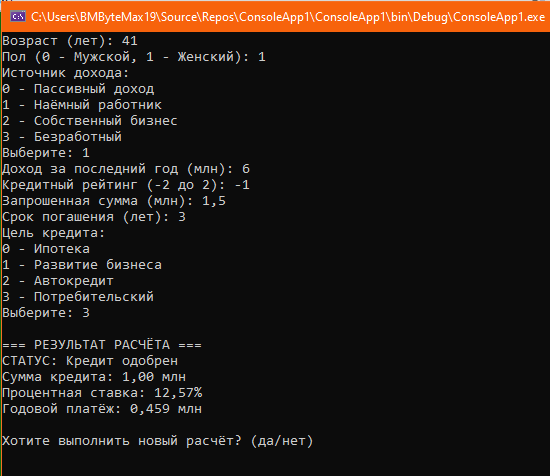 C:\Users\BMByteMax19\Source\Repos\ConsoleApp1\ConsoleApp1\bin\Debug\ConsoleApp1.exe
Возраст (лет): 41
Пол (0 - Мужской, 1 - Женский): 1
Источник дохода:
0 - Пассивный доход
1 - Наёмный работник
2 - Собственный бизнес
3 - Безработный
Выберите: 1
Доход за последний год (млн): 6
Кредитный рейтинг (-2 до 2): -1
Запрошенная сумма (млн): 1,5
Срок погашения (лет): 3
Цель кредита:
0 - Ипотека
1 - Развитие бизнеса
2 - Автокредит
3 - Потребительский
Выберите: 3
=== РЕЗУЛЬТАТ РАСЧЁТА ===
СТАТУС: Кредит одобрен
Сумма кредита: 1,00 млн
Процентная ставка: 12,57%
Годовой платёж: 0,459 млн
Хотите выполнить новый расчёт? (да/нет)